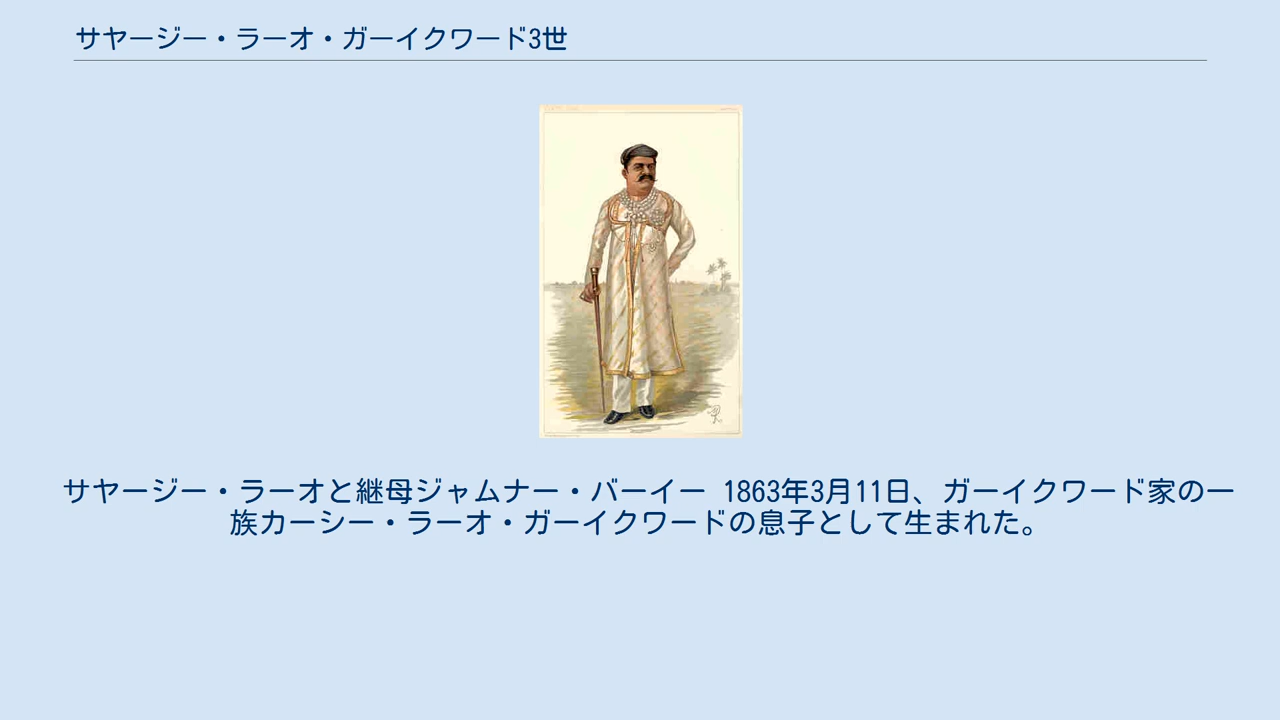 サヤージー・ラーオ・ガーイクワード3世
サヤージー・ラーオと継母ジャムナー・バーイー 1863年3月11日、ガーイクワード家の一
族カーシー・ラーオ・ガーイクワードの息子として生まれた。